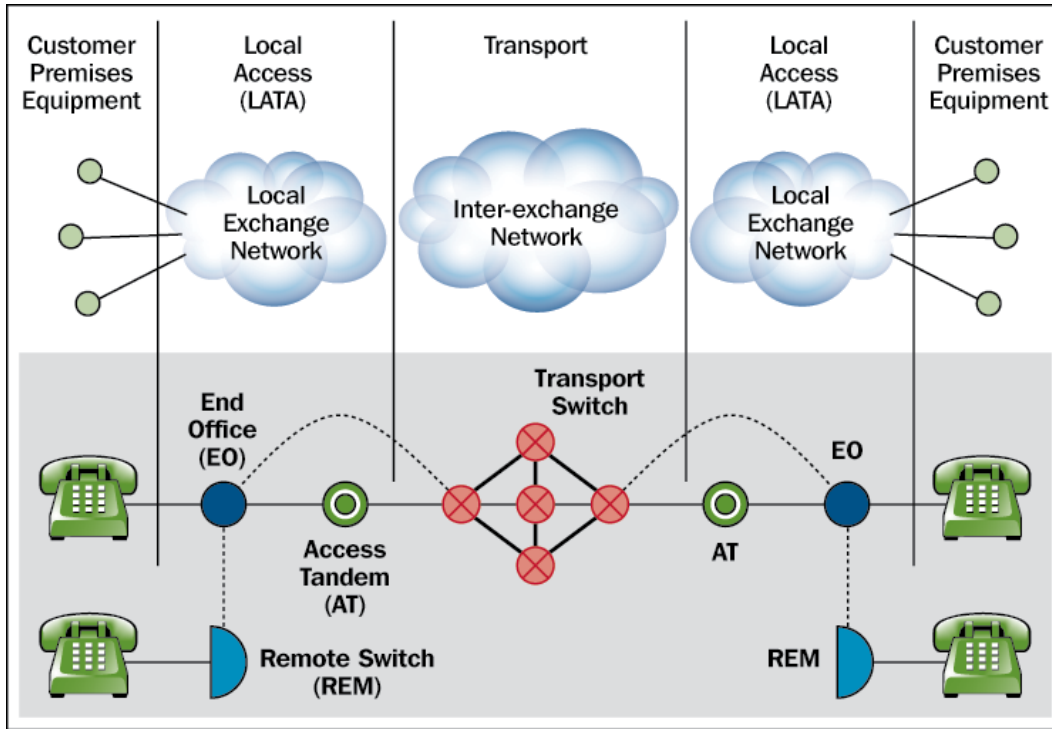 Customer
Premises
Equipment
Local
Access
(LATA)
Transport
Local
Access
(LATA)
Customer
Premises
Equipment
Local
Exchange
Network
Inter-exchange
Network
Local
Exchange
Network
End
Office
(EO)
Transport
Switch
EO
Access
Tandem
(AT)
AT
Remote Switch
(REM)
REM